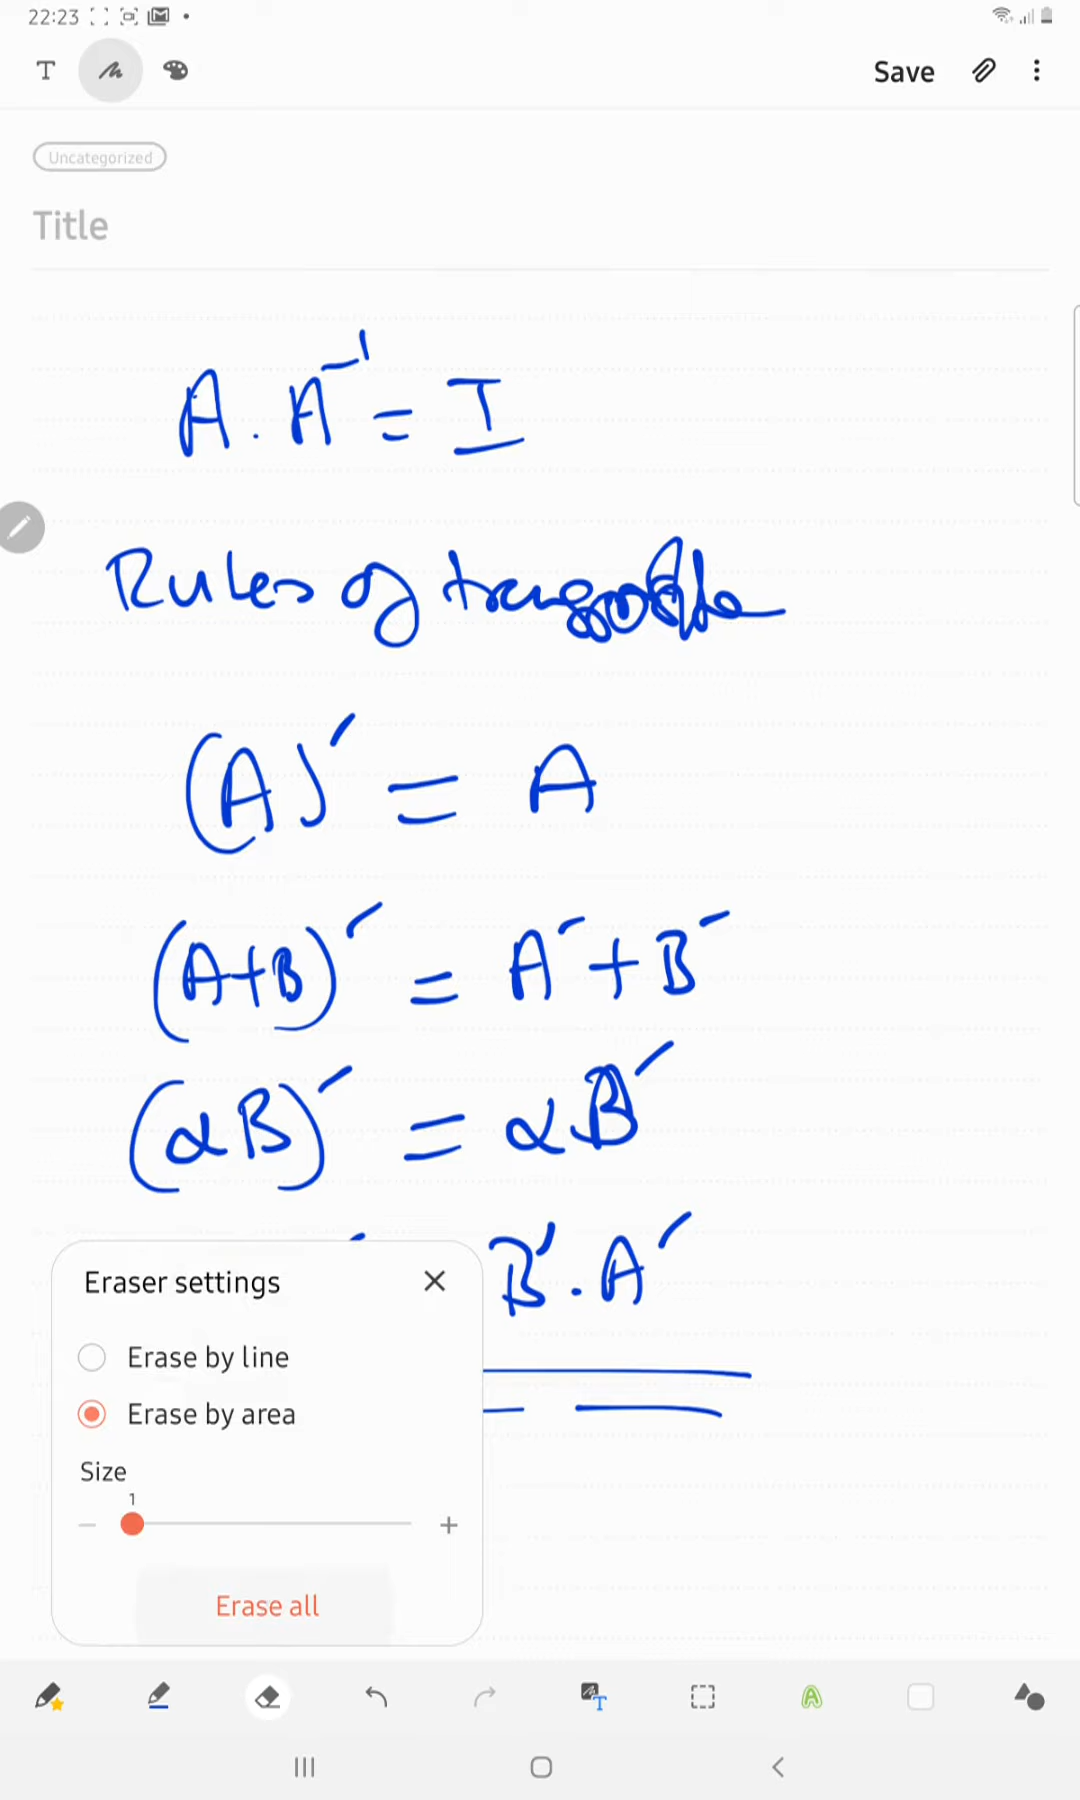 22:23
T Save
Uncategorized
Title
A . A⁻¹ = I
Rules of transpose
(A)′ = A
(A+B)′ = A′ + B′
(αB)′ = αB′
B′ . A′
Eraser settings
Erase by line
Erase by area
Size
1
− +
Erase all